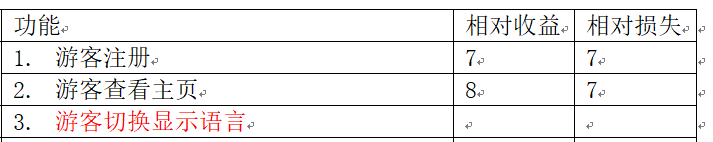 功能 相对收益 相对损失
1. 游客注册 7 7
2. 游客查看主页 8 7
3. 游客切换显示语言